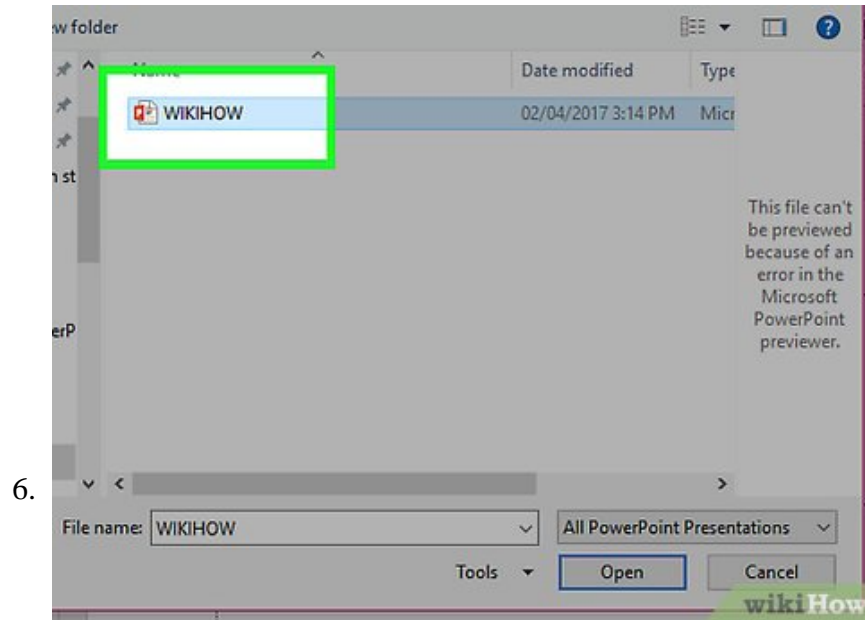 w folder
Date modified
Type
WIKIHOW
02/04/2017 3:14 PM
Micr
n st
This file can't
be previewed
because of an
error in the
Microsoft
PowerPoint
previewer.
erP
6.
File name: WIKIHOW
All PowerPoint Presentations
Tools
Open
Cancel
wikiHow